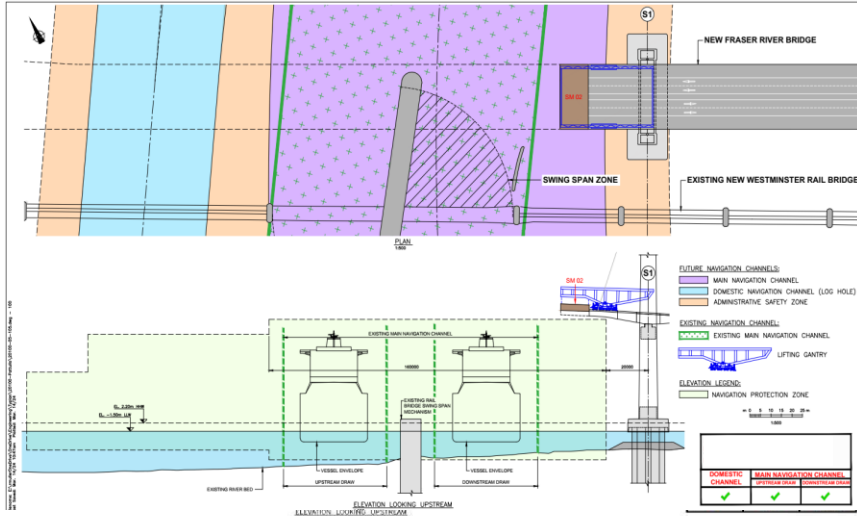 S1
NEW FRASER RIVER BRIDGE
SM 02
SWING SPAN ZONE
EXISTING NEW WESTMINSTER RAIL BRIDGE
PLAN
1:500
S1
SM 02
FUTURE NAVIGATION CHANNELS:
MAIN NAVIGATION CHANNEL
DOMESTIC NAVIGATION CHANNEL (LOG HOLE)
ADMINISTRATIVE SAFETY ZONE
EXISTING NAVIGATION CHANNEL:
EXISTING MAIN NAVIGATION CHANNEL
LIFTING GANTRY
ELEVATION LEGEND:
NAVIGATION PROTECTION ZONE
1:500
EXISTING MAIN NAVIGATION CHANNEL
EXISTING RAIL
BRIDGE SWING SPAN
MECHANISM
VESSEL ENVELOPE
VESSEL ENVELOPE
UPSTREAM DRAW
DOWNSTREAM DRAW
EXISTING RIVER BED
ELEVATION LOOKING UPSTREAM
ELEVATION LOOKING UPSTREAM
DOMESTIC
CHANNEL
MAIN NAVIGATION CHANNEL
UPSTREAM DRAW
DOWNSTREAM DRAW